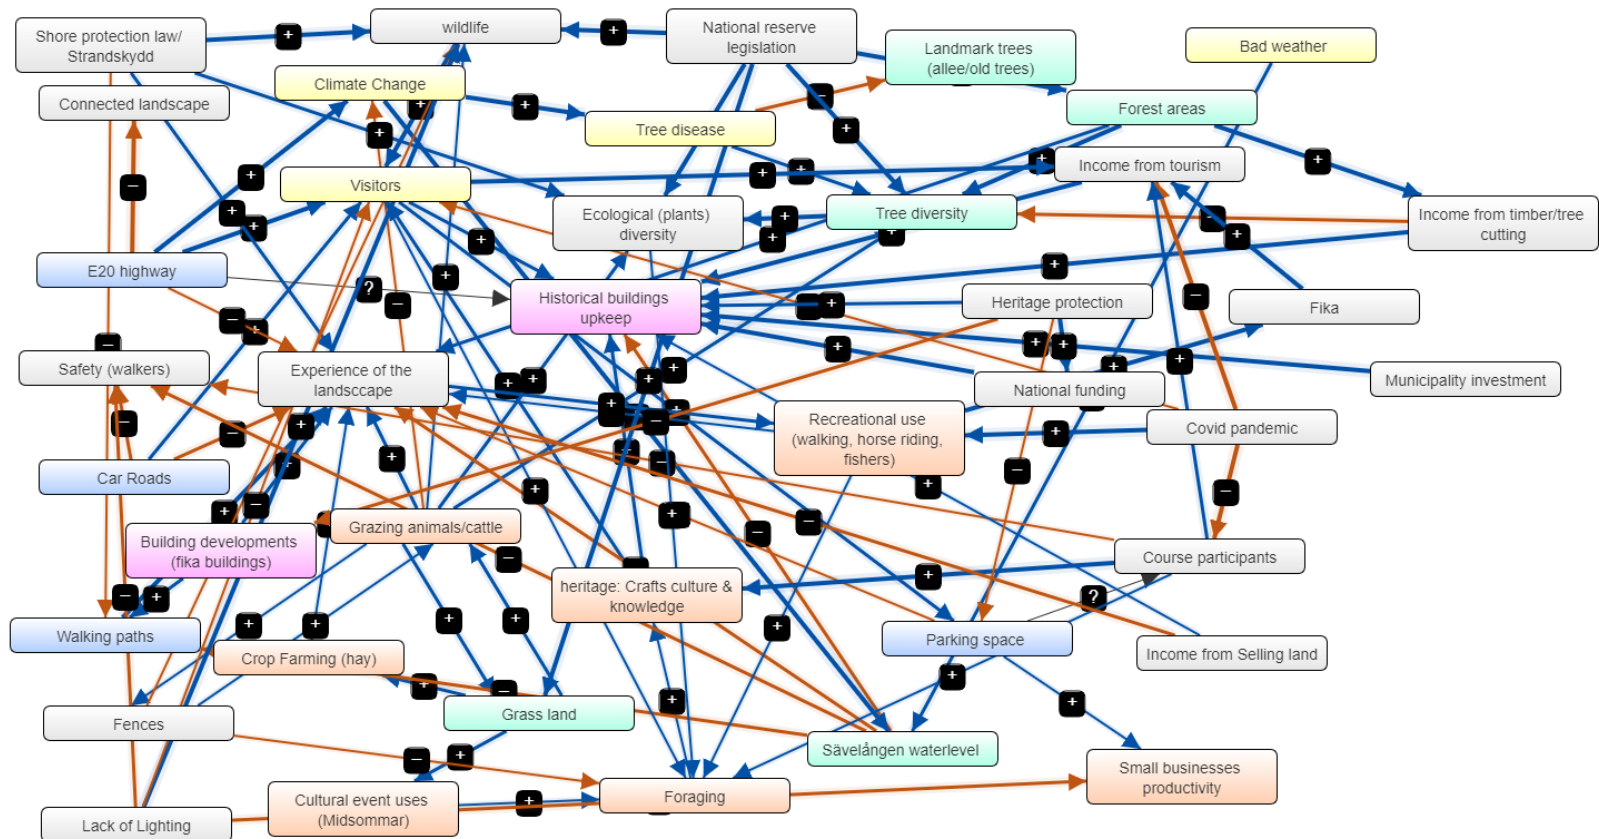 Shore protection law/
Strandskydd
wildlife
National reserve
legislation
Landmark trees
(allee/old trees)
Bad weather
Climate Change
Connected landscape
Forest areas
Tree disease
Income from tourism
Visitors
Ecological (plants)
diversity
Tree diversity
Income from timber/tree
cutting
E20 highway
Historical buildings
upkeep
Heritage protection
Fika
Safety (walkers)
Experience of the
landsccape
National funding
Municipality investment
Recreational use
(walking, horse riding,
fishers)
Covid pandemic
Car Roads
Grazing animals/cattle
Building developments
(fika buildings)
Course participants
heritage: Crafts culture &
knowledge
Walking paths
Crop Farming (hay)
Parking space
Income from Selling land
Fences
Grass land
Sävelången waterlevel
Small businesses
productivity
Cultural event uses
(Midsommar)
Foraging
Lack of Lighting